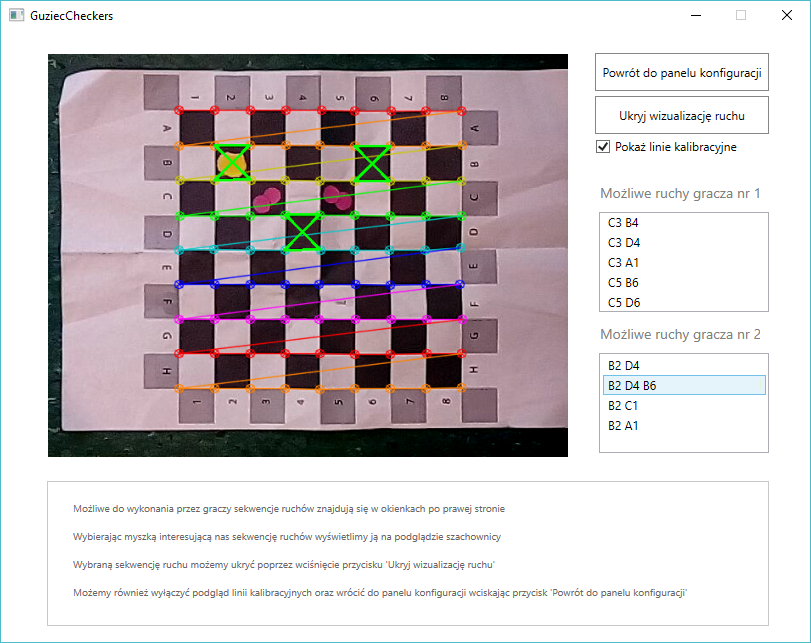 GuziecCheckers
1 2 3 4 5 6 7 8
A A
B B
C C
D D
E E
F F
G G
H H
1 2 3 4 5 6 7 8
Powrót do panelu konfiguracji
Ukryj wizualizację ruchu
Pokaż linie kalibracyjne
Możliwe ruchy gracza nr 1
C3 B4
C3 D4
C3 A1
C5 B6
C5 D6
Możliwe ruchy gracza nr 2
B2 D4
B2 D4 B6
B2 C1
B2 A1
Możliwe do wykonania przez graczy sekwencje ruchów znajdują się w okienkach po prawej stronie
Wybierając myszką interesującą nas sekwencję ruchów wyświetlimy ją na podglądzie szachownicy
Wybraną sekwencję ruchu możemy ukryć poprzez wciśnięcie przycisku 'Ukryj wizualizację ruchu'
Możemy również wyłączyć podgląd linii kalibracyjnych oraz wrócić do panelu konfiguracji wciskając przycisk 'Powrót do panelu konfiguracji'